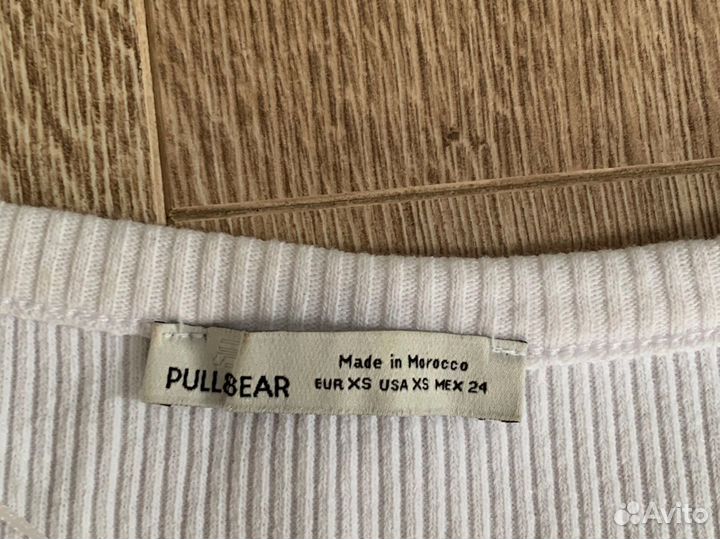 PULL&BEAR
Made in Morocco
EUR XS USA XS MEX 24
Avito